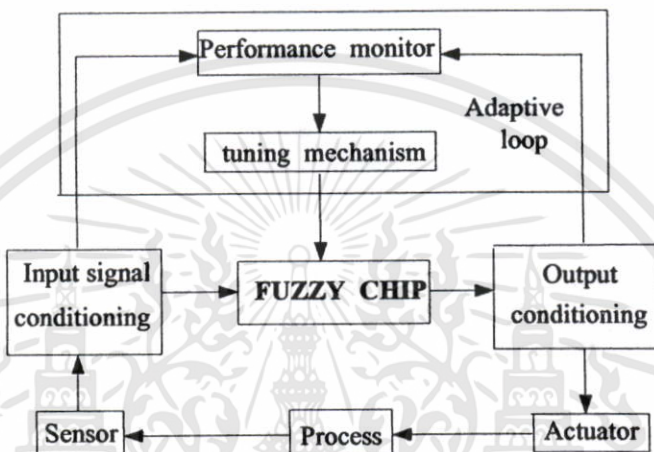 Performance monitor
Adaptive
loop
tuning mechanism
Input signal
conditioning
FUZZY CHIP
Output
conditioning
Sensor
Process
Actuator